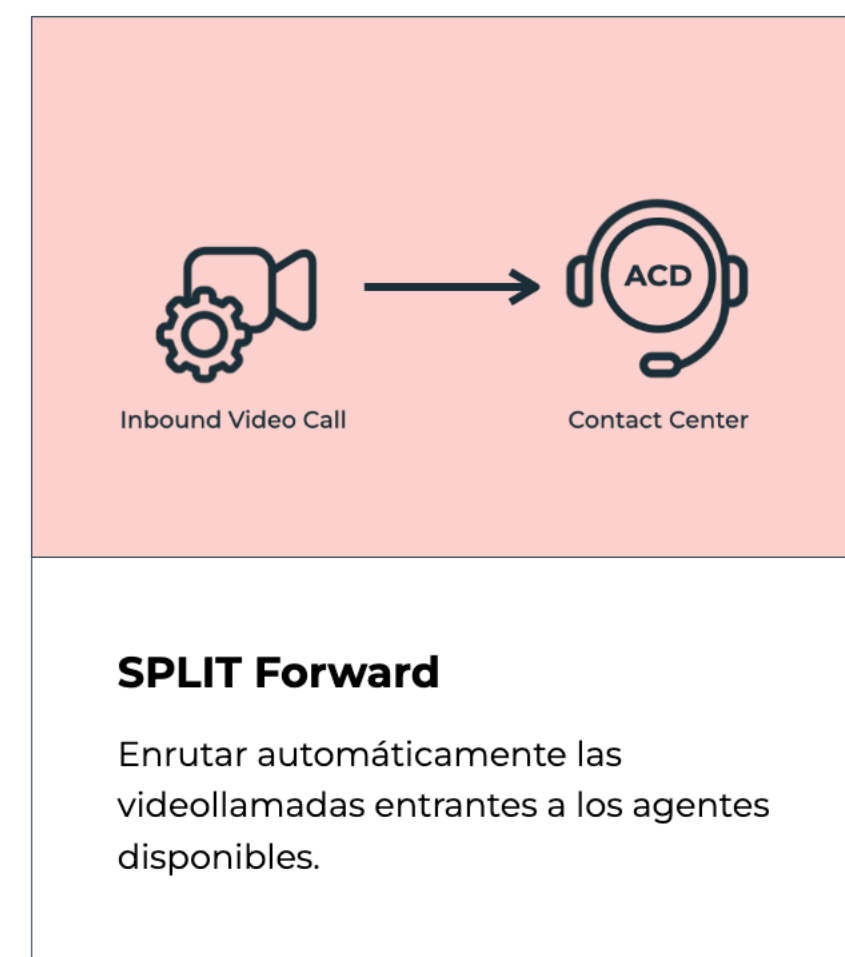 ACD
Inbound Video Call
Contact Center
SPLIT Forward
Enrutar automáticamente las
videollamadas entrantes a los agentes
disponibles.